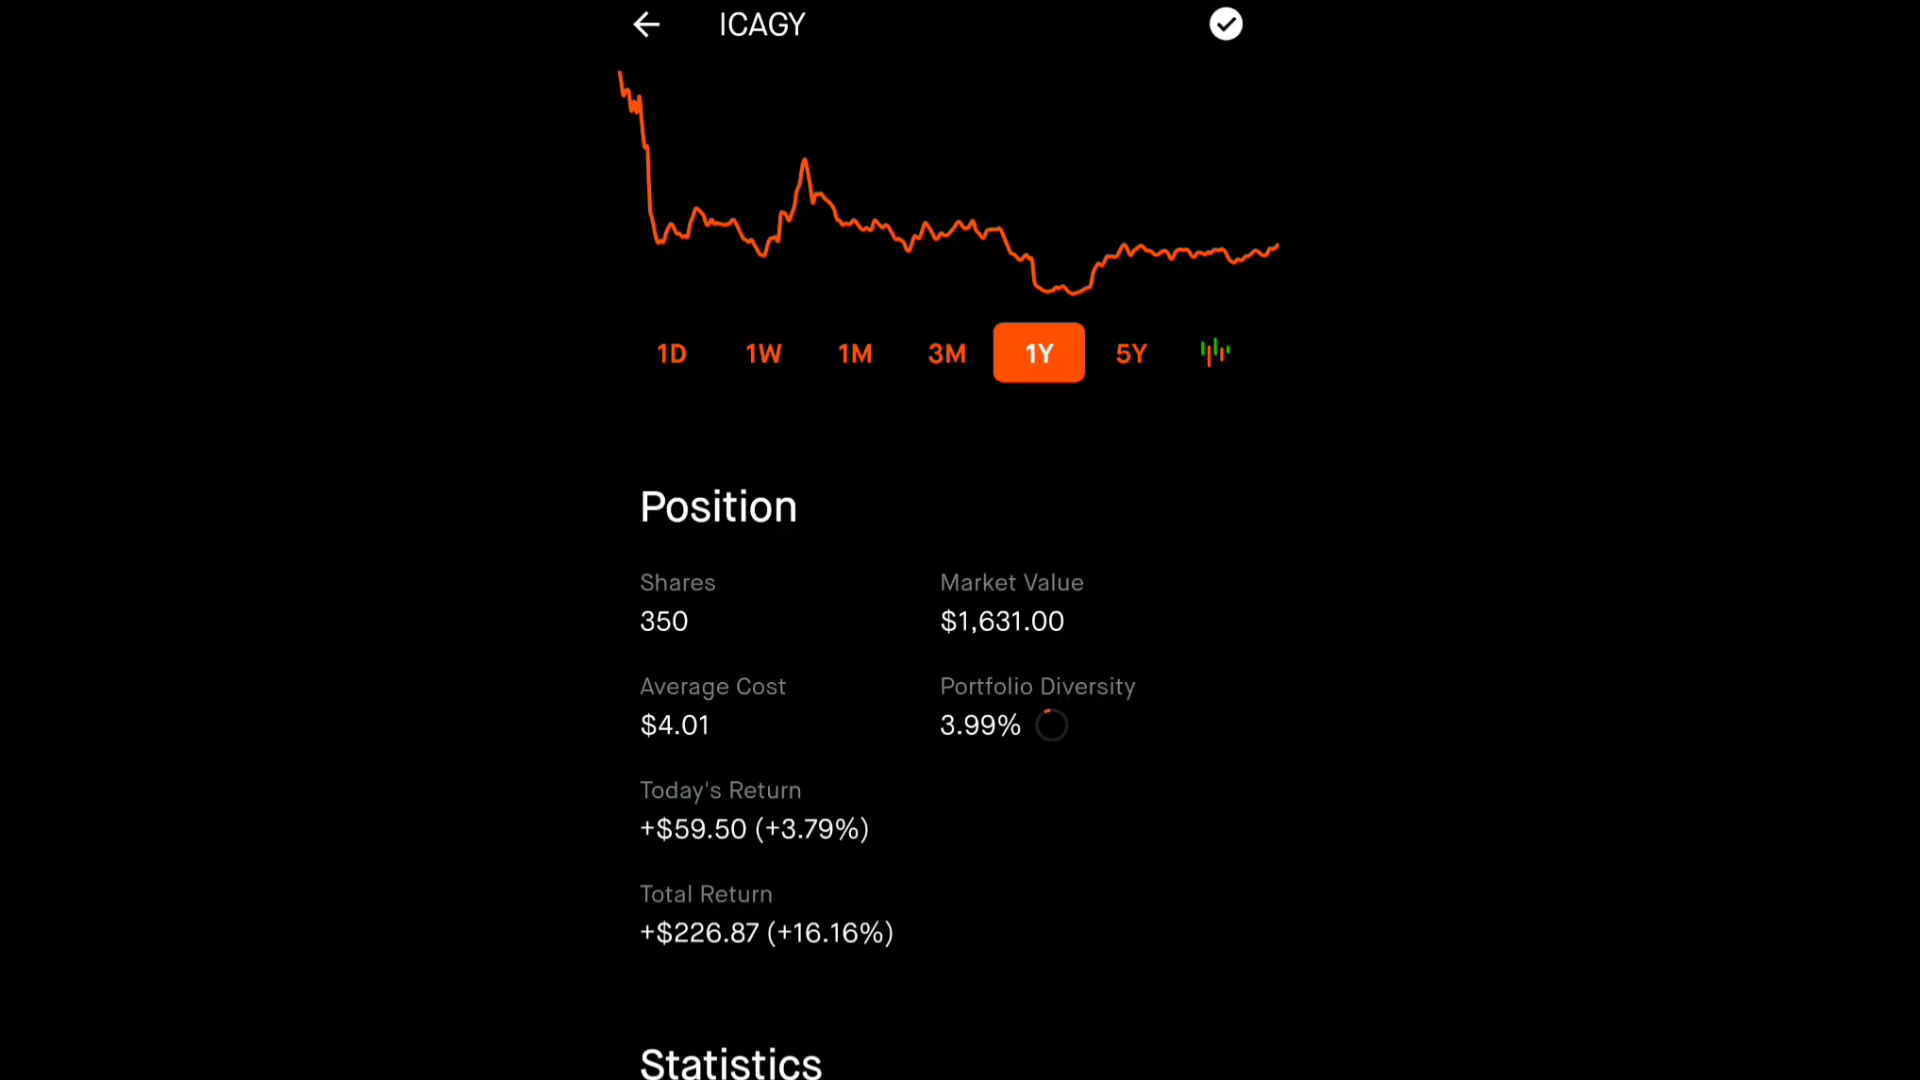 ICAGY
1D 1W 1M 3M 1Y 5Y
Position
Shares Market Value
350 $1,631.00
Average Cost Portfolio Diversity
$4.01 3.99%
Today's Return
+$59.50 (+3.79%)
Total Return
+$226.87 (+16.16%)
Statistics